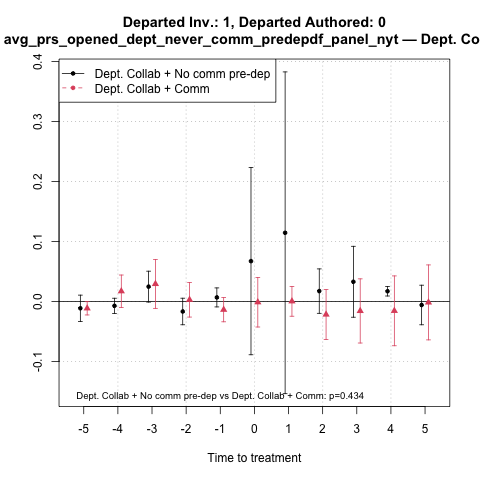 Departed Inv.: 1, Departed Authored: 0
avg_prs_opened_dept_never_comm_predepdf_panel_nyt — Dept. Co
Dept. Collab + No comm pre-dep
Dept. Collab + Comm
0.4
0.3
0.2
0.1
0.0
-0.1
Dept. Collab + No comm pre-dep vs Dept. Collab + Comm: p=0.434
-5 -4 -3 -2 -1 0 1 2 3 4 5
Time to treatment